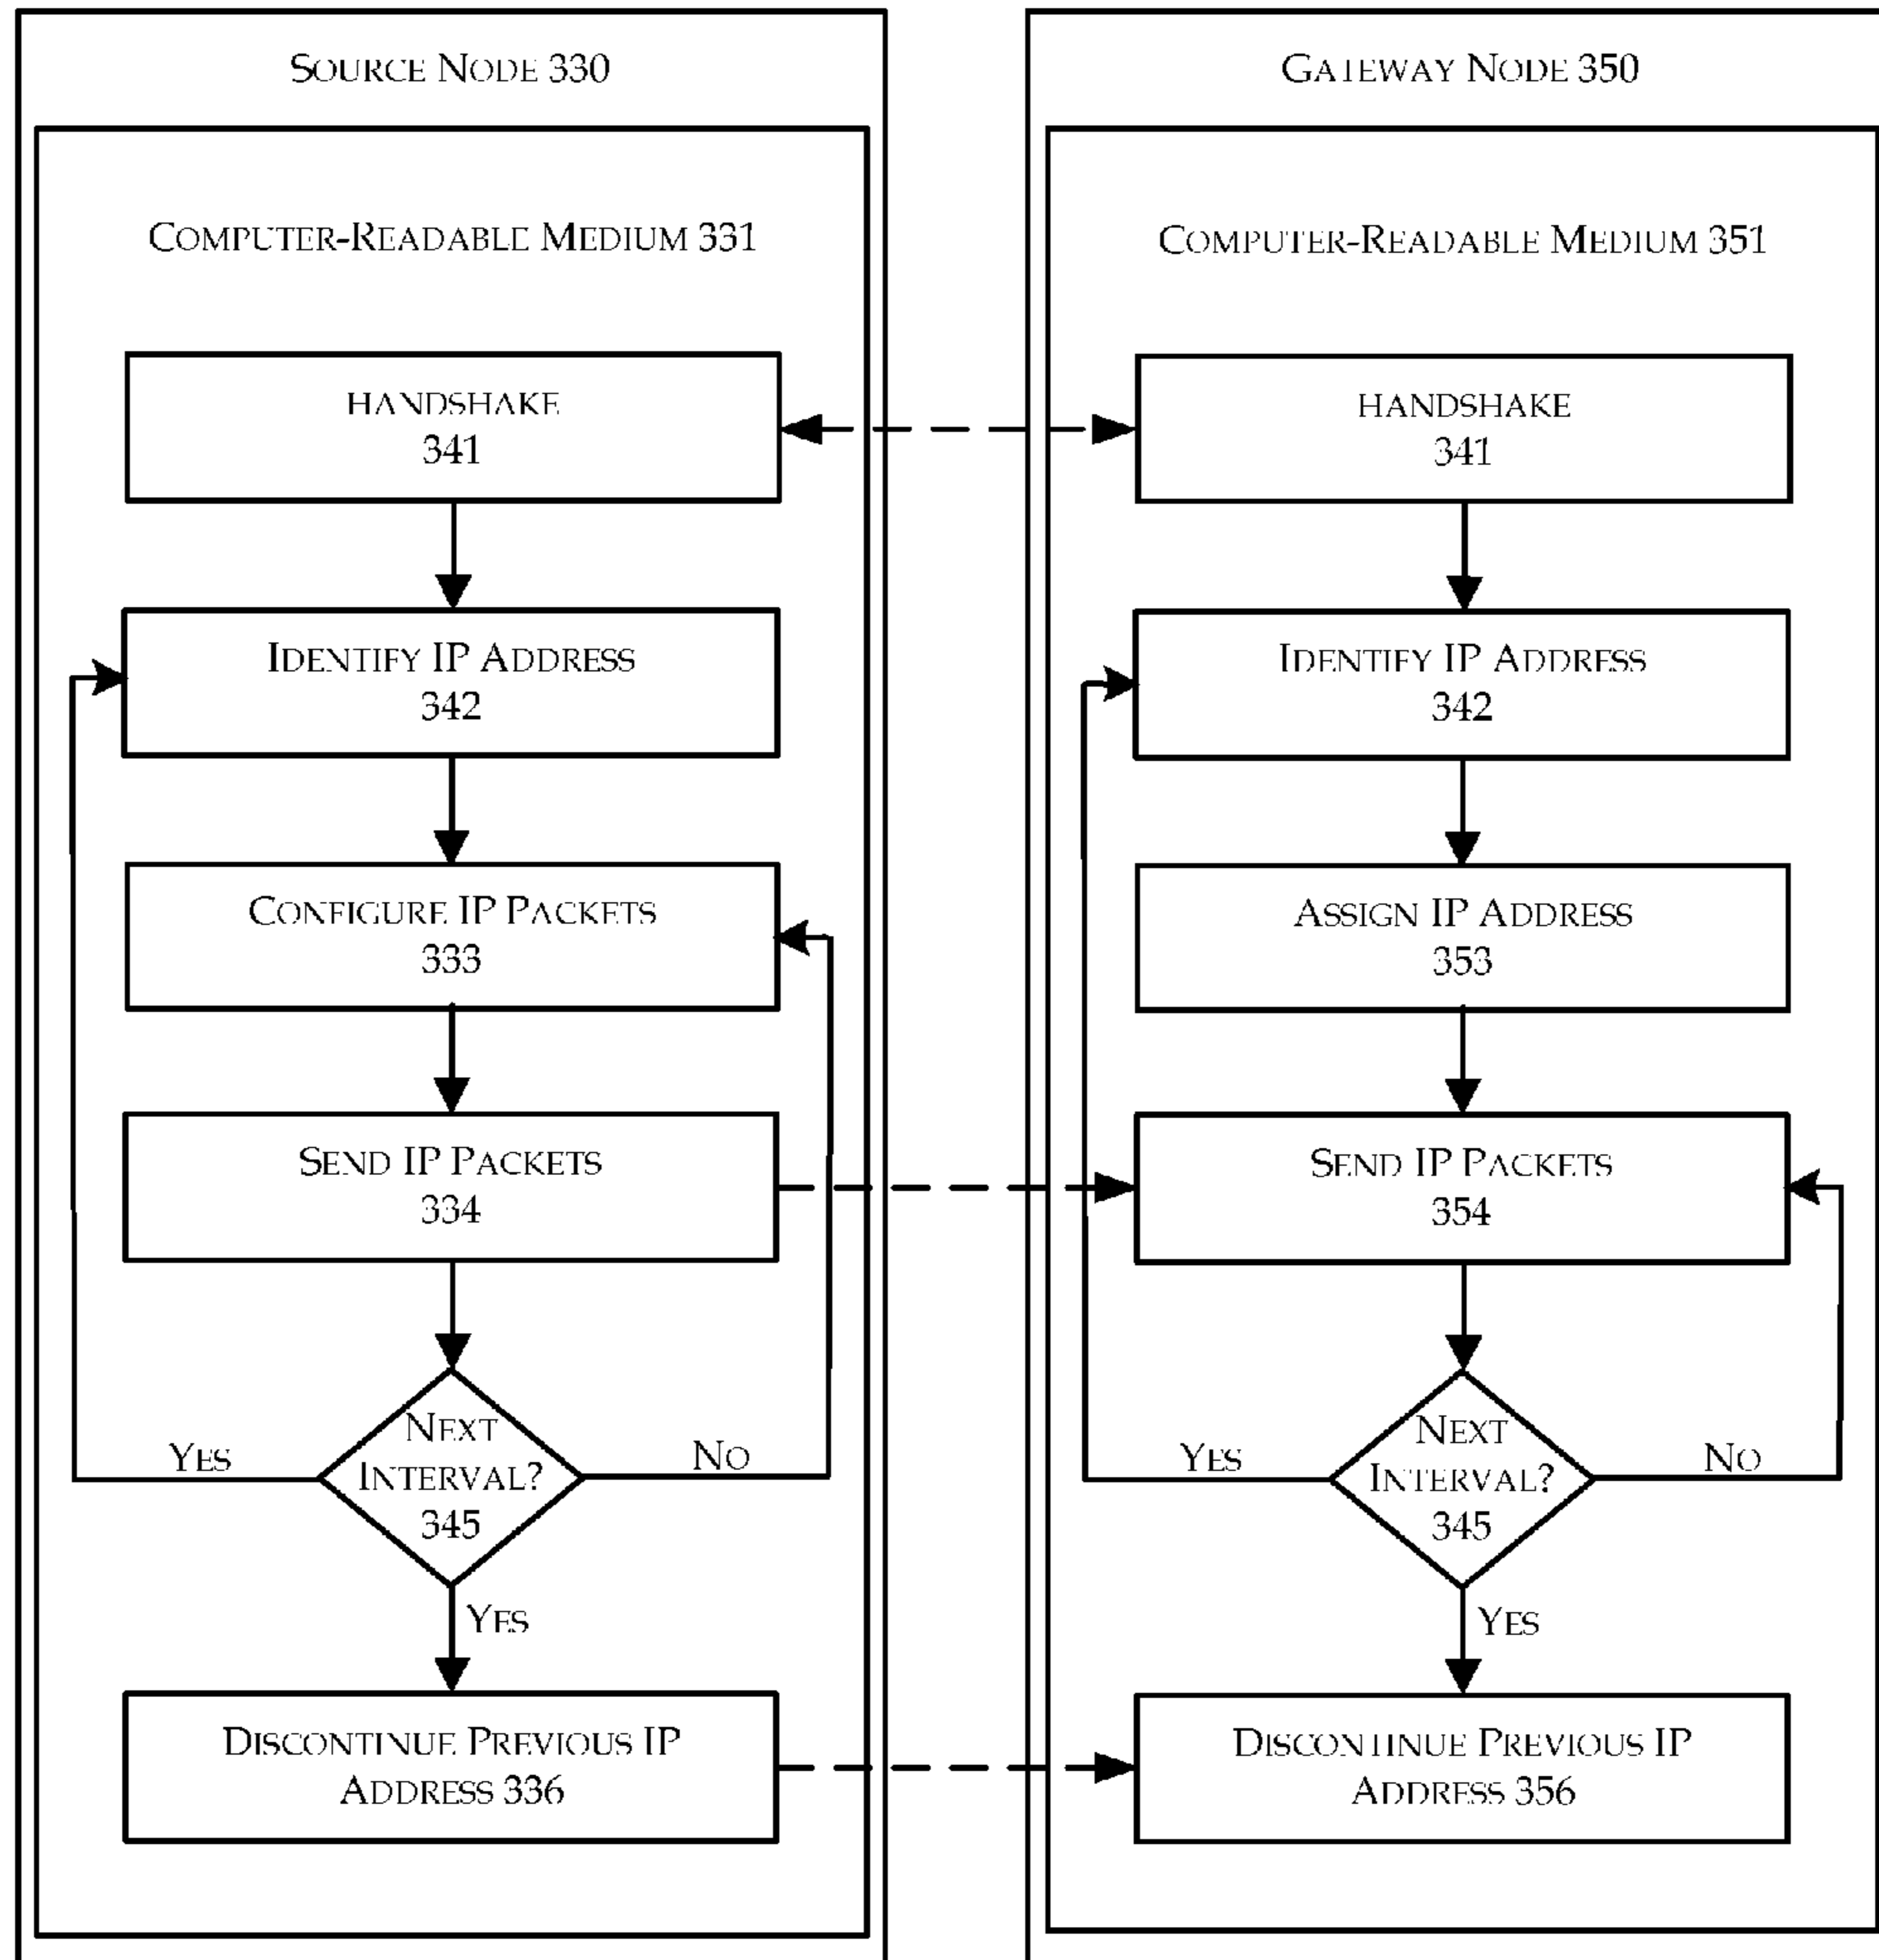 SOURCE NODE 330
COMPUTER-READABLE MEDIUM 331
HANDSHAKE
341
IDENTIFY IP ADDRESS
342
CONFIGURE IP PACKETS
333
SEND IP PACKETS
334
NEXT
INTERVAL?
345
YES
NO
YES
DISCONTINUE PREVIOUS IP
ADDRESS 336
GATEWAY NODE 350
COMPUTER-READABLE MEDIUM 351
HANDSHAKE
341
IDENTIFY IP ADDRESS
342
ASSIGN IP ADDRESS
353
SEND IP PACKETS
354
NEXT
INTERVAL?
345
YES
NO
YES
DISCONTINUE PREVIOUS IP
ADDRESS 356